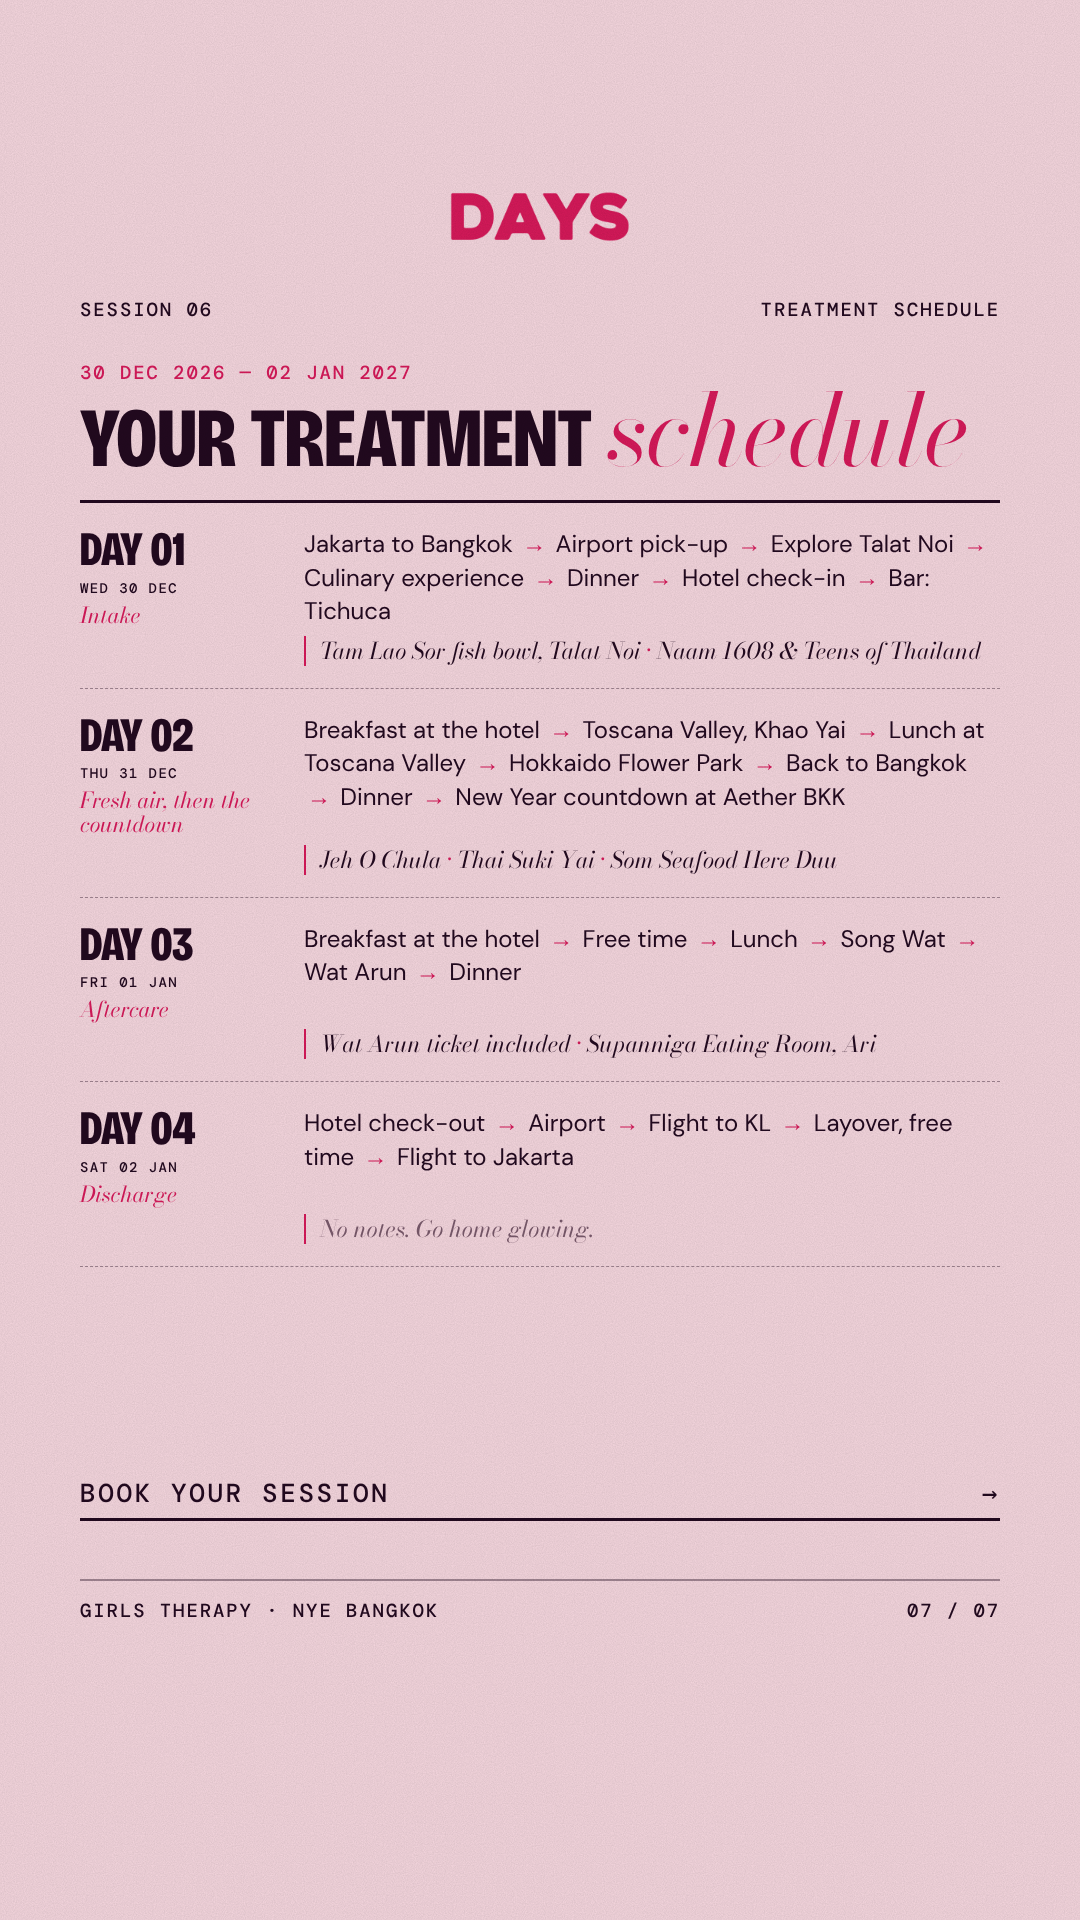 DAYS
SESSION 06
TREATMENT SCHEDULE
30 DEC 2026 — 02 JAN 2027
YOUR TREATMENT schedule
DAY 01
WED 30 DEC
Intake
Jakarta to Bangkok → Airport pick-up → Explore Talat Noi →
Culinary experience → Dinner → Hotel check-in → Bar:
Tichuca
Tam Lao Sor fish bowl, Talat Noi · Naam 1608 & Teens of Thailand
DAY 02
THU 31 DEC
Fresh air, then the
countdown
Breakfast at the hotel → Toscana Valley, Khao Yai → Lunch at
Toscana Valley → Hokkaido Flower Park → Back to Bangkok
→ Dinner → New Year countdown at Aether BKK
Jeh O Chula · Thai Suki Yai · Som Seafood Here Duu
DAY 03
FRI 01 JAN
Aftercare
Breakfast at the hotel → Free time → Lunch → Song Wat →
Wat Arun → Dinner
Wat Arun ticket included · Supanniga Eating Room, Ari
DAY 04
SAT 02 JAN
Discharge
Hotel check-out → Airport → Flight to KL → Layover, free
time → Flight to Jakarta
No notes. Go home glowing.
BOOK YOUR SESSION →
GIRLS THERAPY · NYE BANGKOK
07 / 07